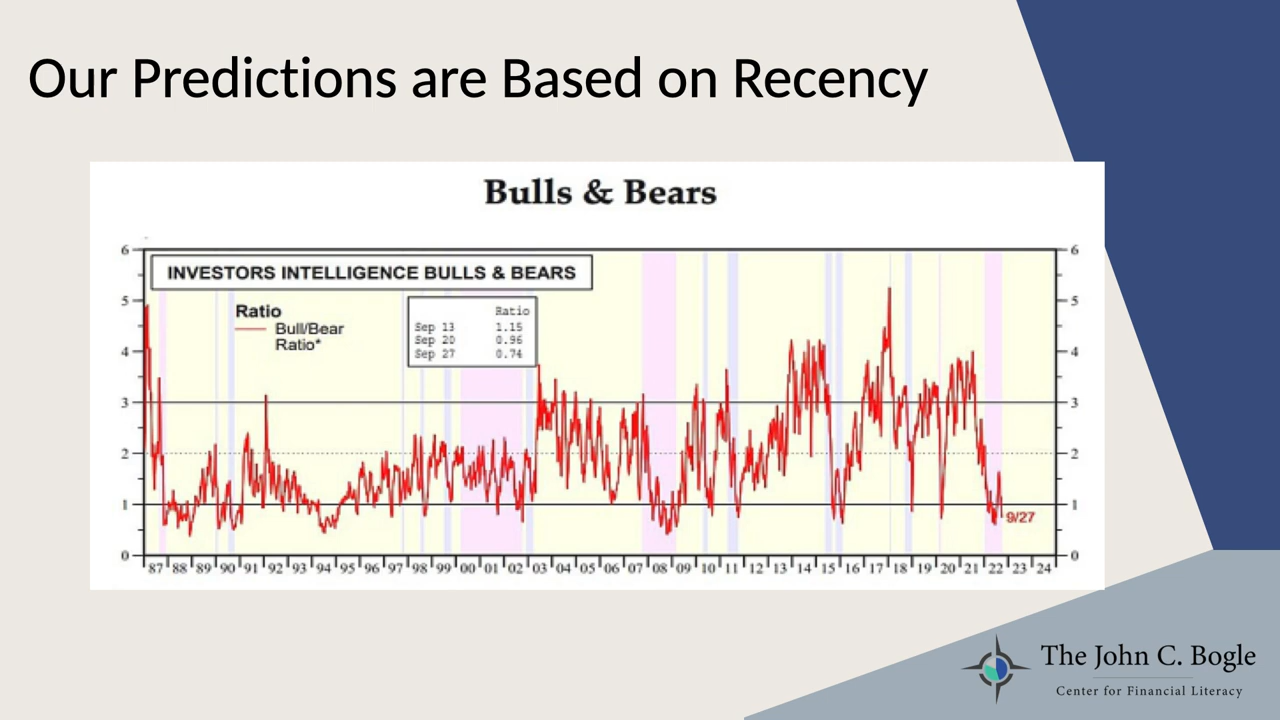 Our Predictions are Based on Recency
Bulls & Bears
INVESTORS INTELLIGENCE BULLS & BEARS
Ratio
Bull/Bear
Ratio*
Ratio
Sep 13 1.15
Sep 20 0.96
Sep 27 0.74
6 6
5 5
4 4
3 3
2 2
1 1
9/27
0 0
87 88 89 90 91 92 93 94 95 96 97 98 99 00 01 02 03 04 05 06 07 08 09 10 11 12 13 14 15 16 17 18 19 20 21 22 23 24
The John C. Bogle
Center for Financial Literacy